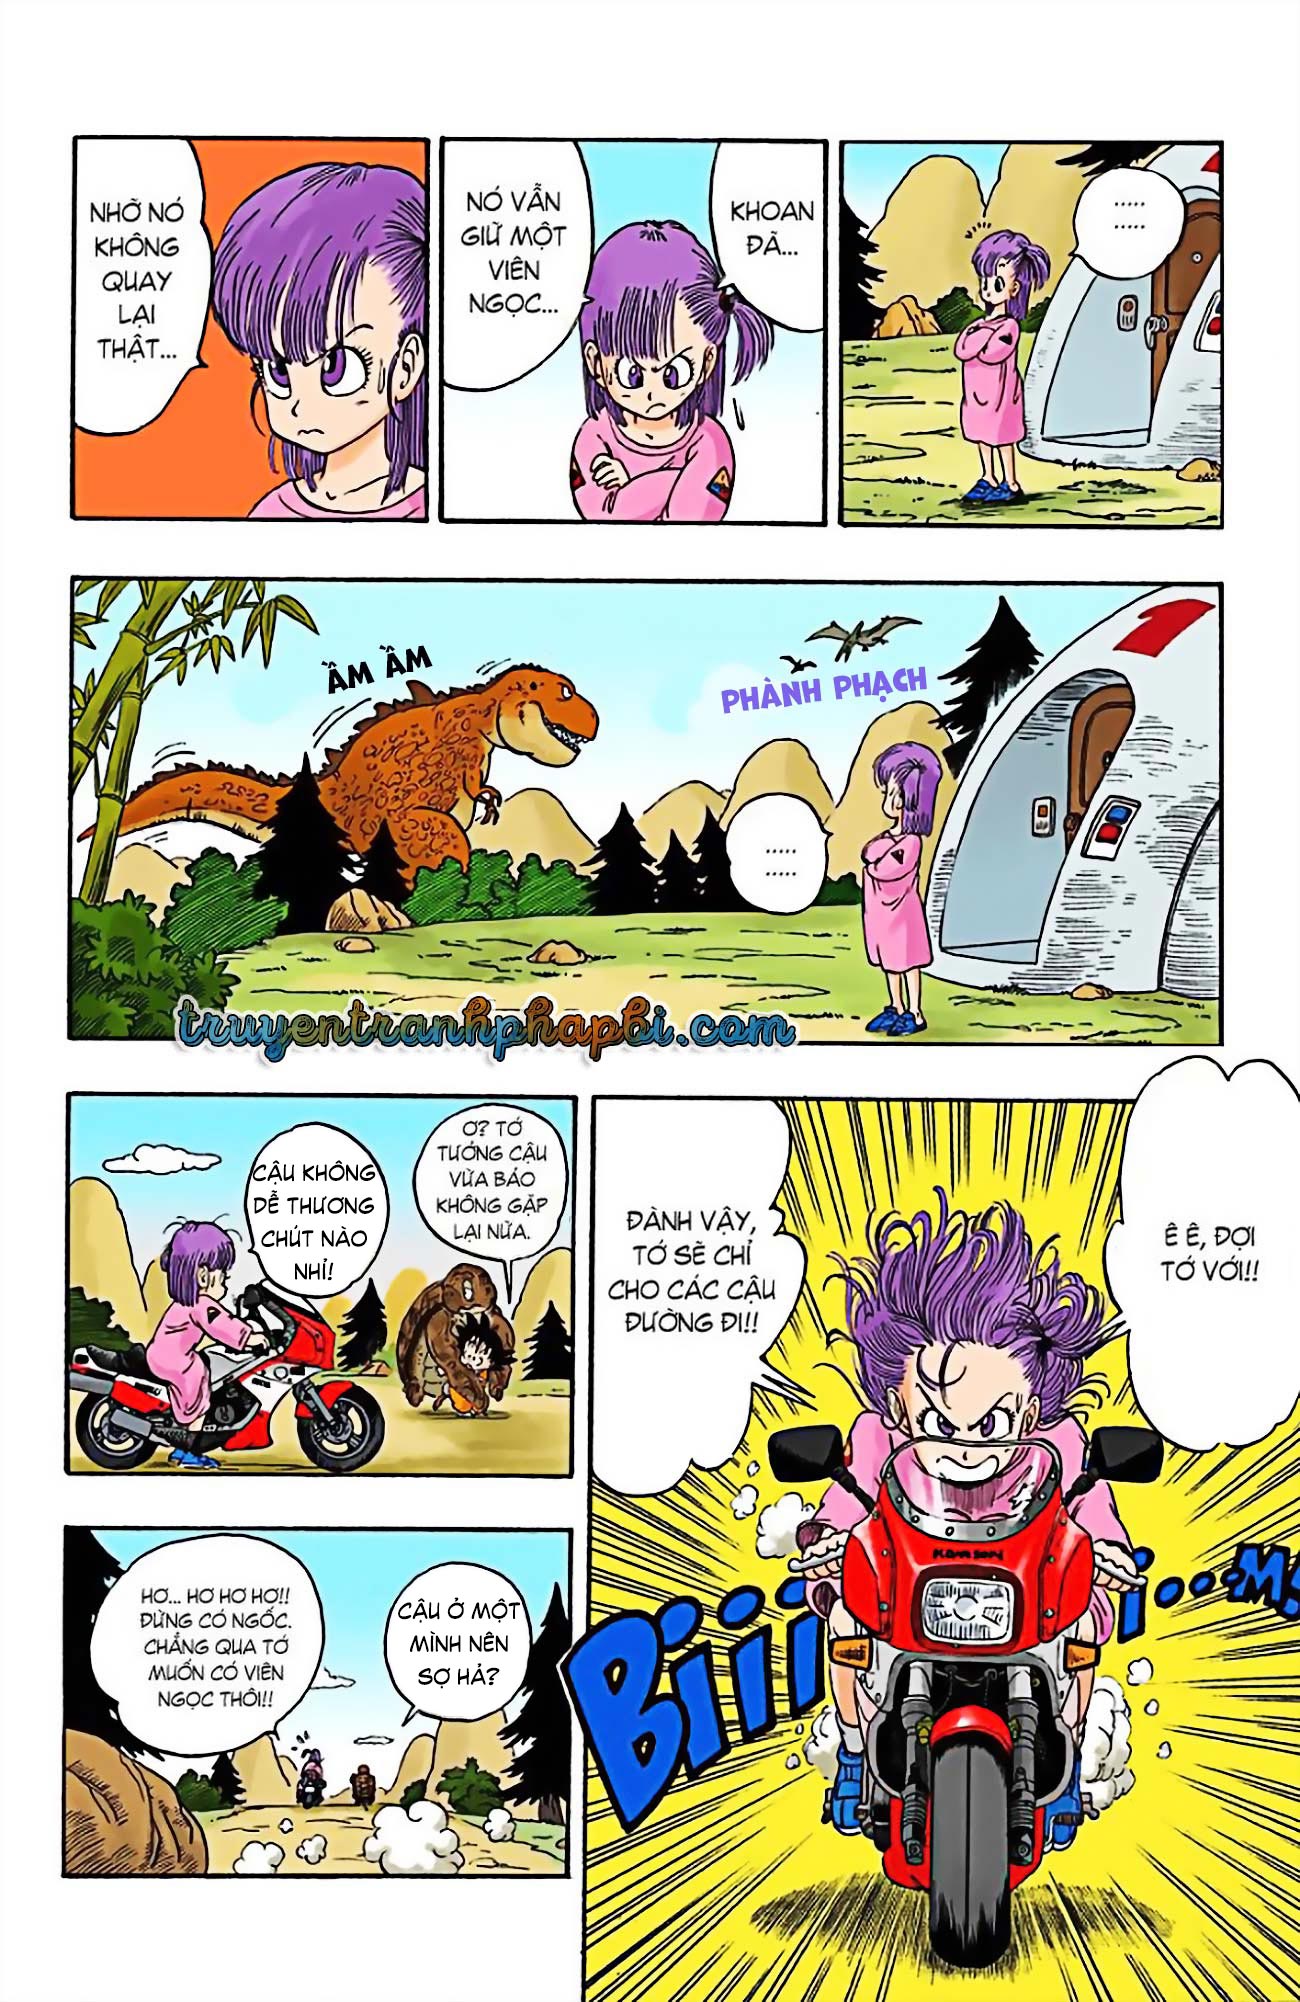 NHỠ NÓ
KHÔNG
QUAY
LẠI
THẬT...
NÓ VẪN
GIỮ MỘT
VIÊN
NGỌC...
KHOAN
ĐÃ...
.....
.....
1
ẦM ẦM
PHÀNH PHẠCH
.....
.....
1
truyentranhphapbi.com
CẬU KHÔNG
DỄ THƯƠNG
CHÚT NÀO
NHỈ!
Ơ? TỚ
TƯỞNG CẬU
VỪA BẢO
KHÔNG GẶP
LẠI NỮA.
ĐÀNH VẬY,
TỚ SẼ CHỈ
CHO CÁC CẬU
ĐƯỜNG ĐI!!
Ê Ê, ĐỢI
TỚ VỚI!!
HƠ... HƠ HƠ HƠ!!
ĐỪNG CÓ NGỐC.
CHẲNG QUA TỚ
MUỐN CÓ VIÊN
NGỌC THÔI!!
CẬU Ở MỘT
MÌNH NÊN
SỢ HẢ?